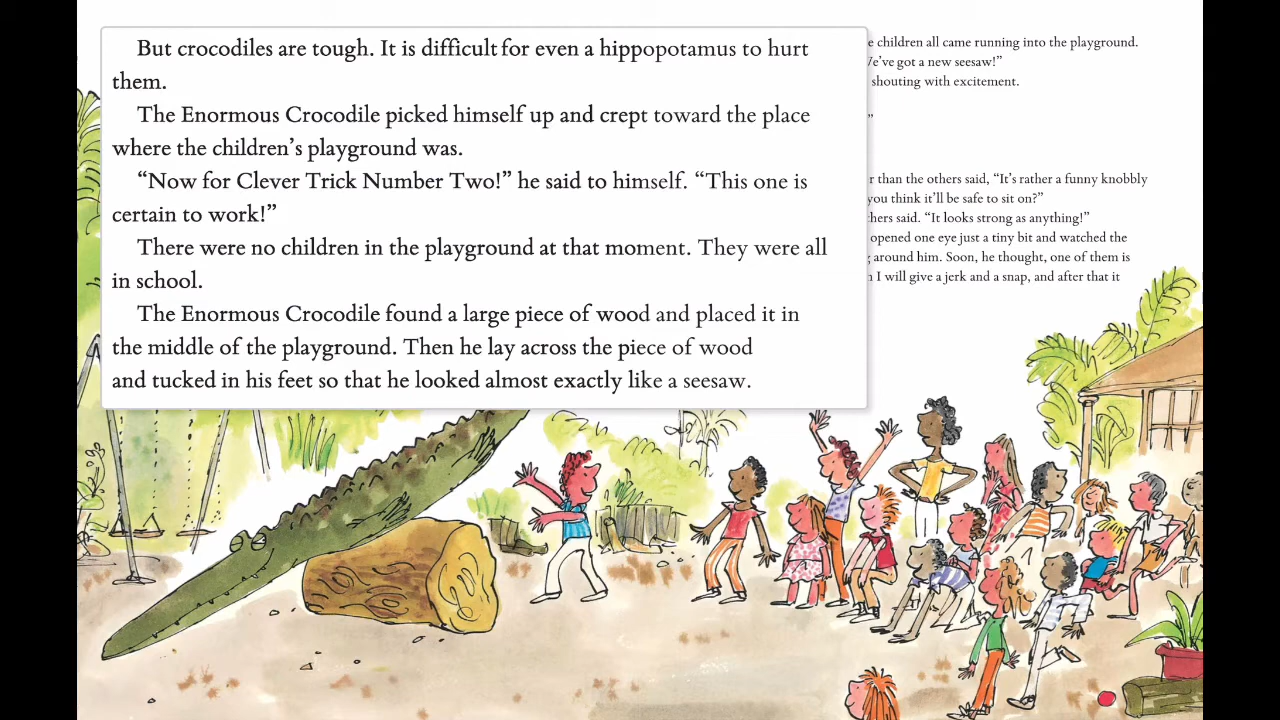 But crocodiles are tough. It is difficult for even a hippopotamus to hurt
them.
The Enormous Crocodile picked himself up and crept toward the place
where the children's playground was.
“Now for Clever Trick Number Two!” he said to himself. “This one is
certain to work!”
There were no children in the playground at that moment. They were all
in school.
The Enormous Crocodile found a large piece of wood and placed it in
the middle of the playground. Then he lay across the piece of wood
and tucked in his feet so that he looked almost exactly like a seesaw.
children all came running into the playground.
got a new seesaw!”
shouting with excitement.
”
than the others said, “It's rather a funny knobbly
you think it'll be safe to sit on?”
said. “It looks strong as anything!”
opened one eye just a tiny bit and watched the
around him. Soon, he thought, one of them is
I will give a jerk and a snap, and after that it